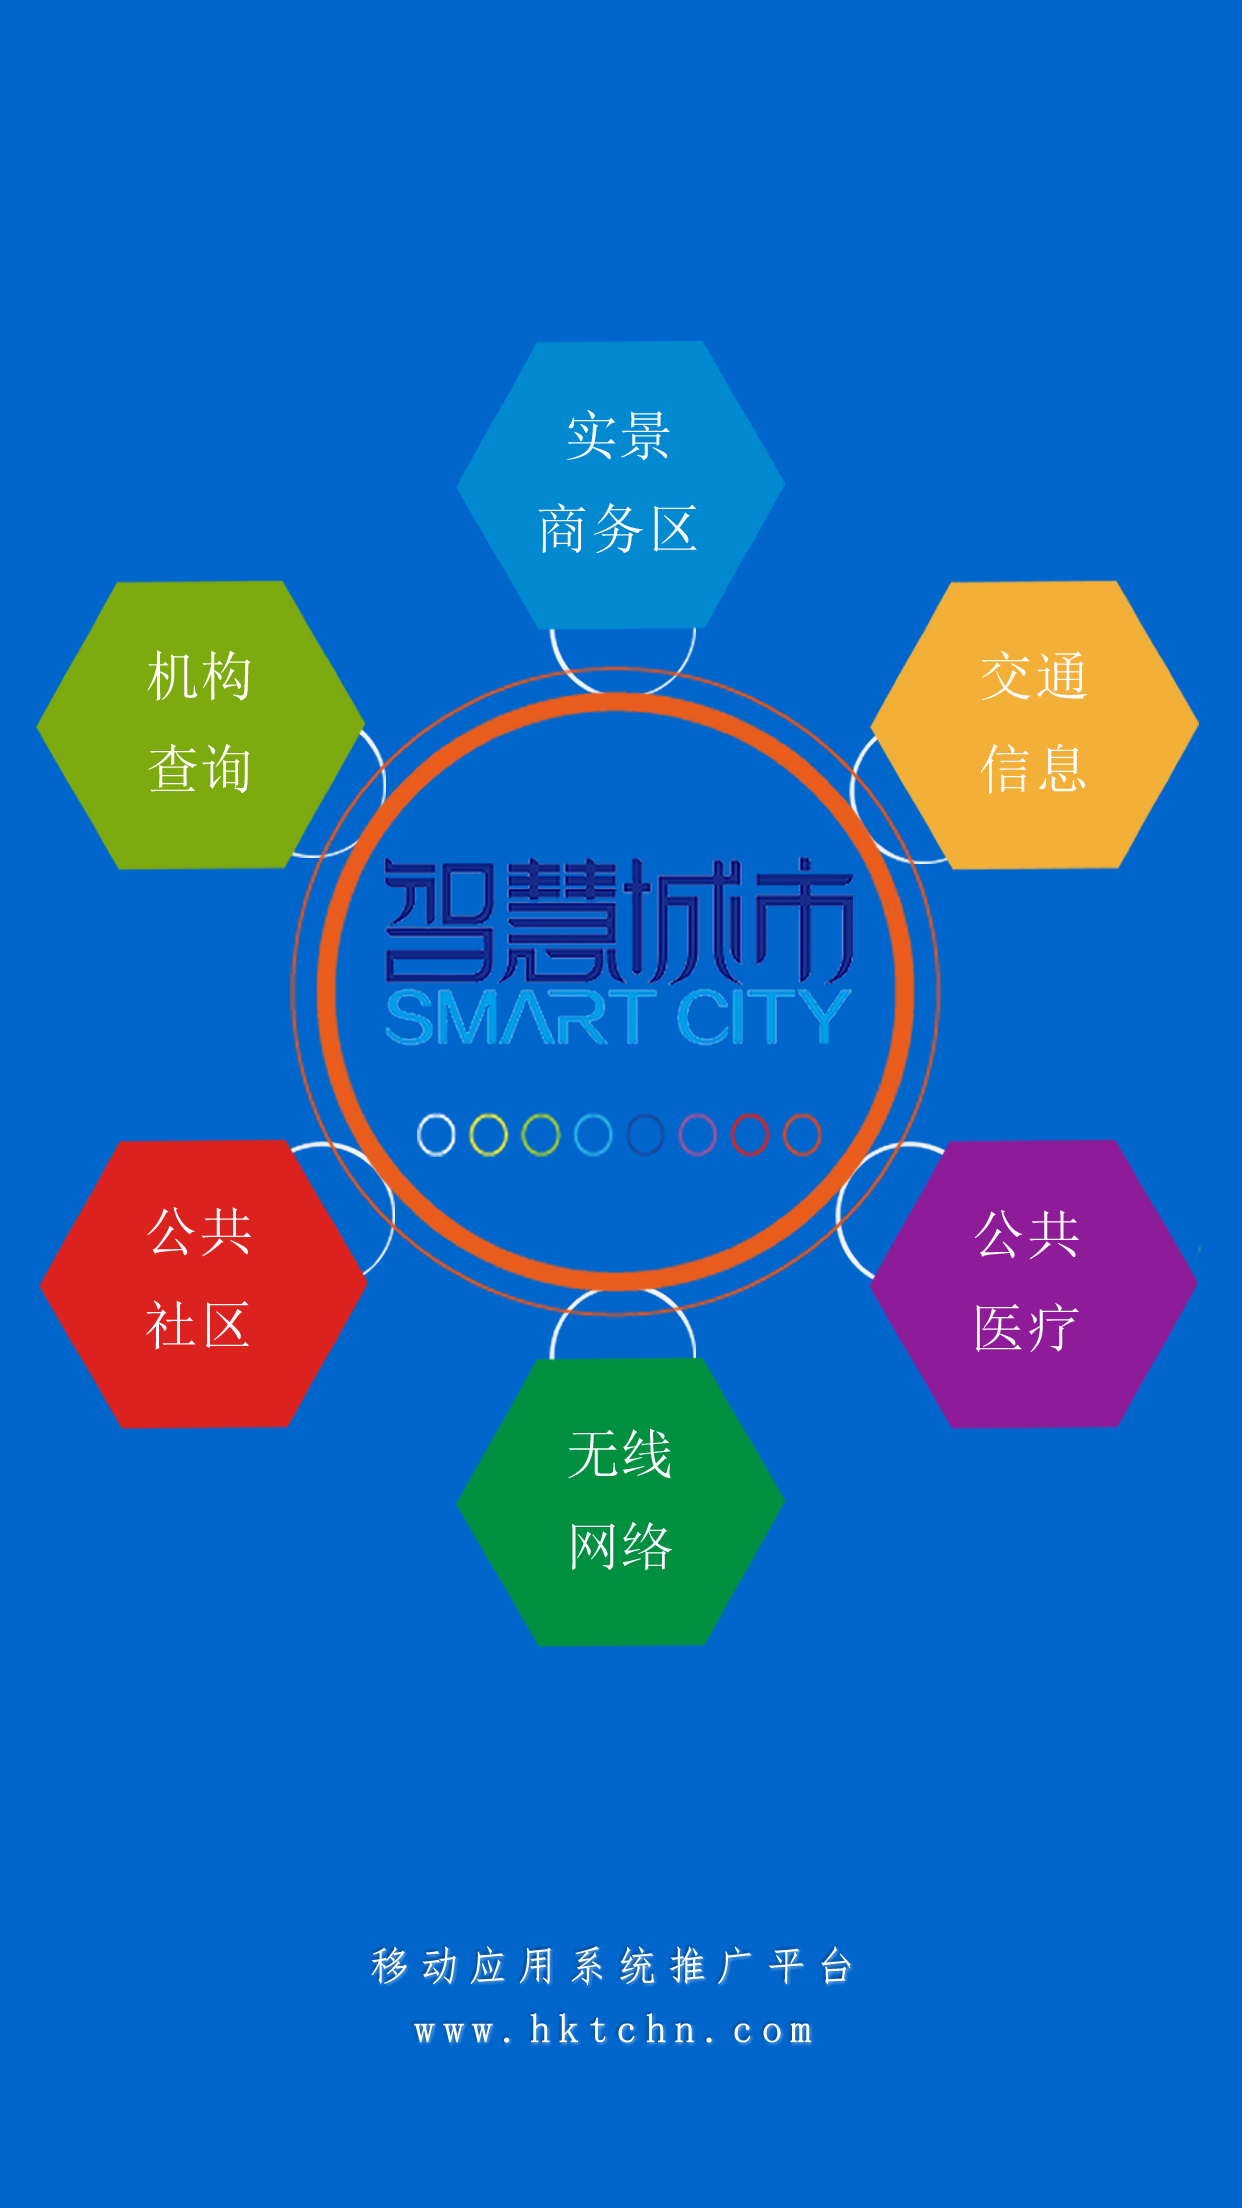 实景
商务区
机构
查询
交通
信息
智慧城市
SMART CITY
公共
社区
公共
医疗
无线
网络
移动应用系统推广平台
www.hktchn.com